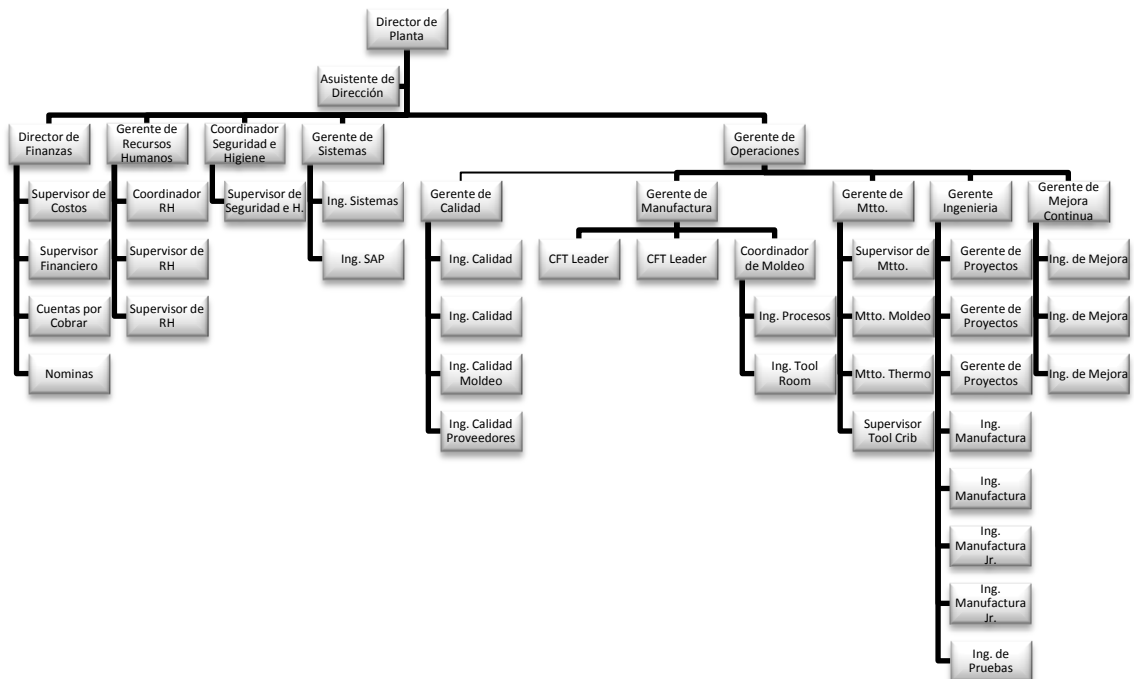 Director de
Planta
Asuistente de
Dirección
Director de
Finanzas
Supervisor de
Costos
Supervisor
Financiero
Cuentas por
Cobrar
Nominas
Gerente de
Recursos
Humanos
Coordinador
RH
Supervisor de
RH
Supervisor de
RH
Coordinador
Seguridad e
Higiene
Supervisor de
Seguridad e H.
Gerente de
Sistemas
Ing. Sistemas
Ing. SAP
Gerente de
Operaciones
Gerente de
Calidad
Ing. Calidad
Ing. Calidad
Ing. Calidad
Moldeo
Ing. Calidad
Proveedores
Gerente de
Manufactura
CFT Leader
CFT Leader
Coordinador
de Moldeo
Ing. Procesos
Ing. Tool
Room
Gerente de
Mtto.
Supervisor de
Mtto.
Mtto. Moldeo
Mtto. Thermo
Supervisor
Tool Crib
Gerente
Ingenieria
Gerente de
Proyectos
Gerente de
Proyectos
Gerente de
Proyectos
Ing.
Manufactura
Ing.
Manufactura
Ing.
Manufactura
Jr.
Ing.
Manufactura
Jr.
Ing. de
Pruebas
Gerente de
Mejora
Continua
Ing. de Mejora
Ing. de Mejora
Ing. de Mejora